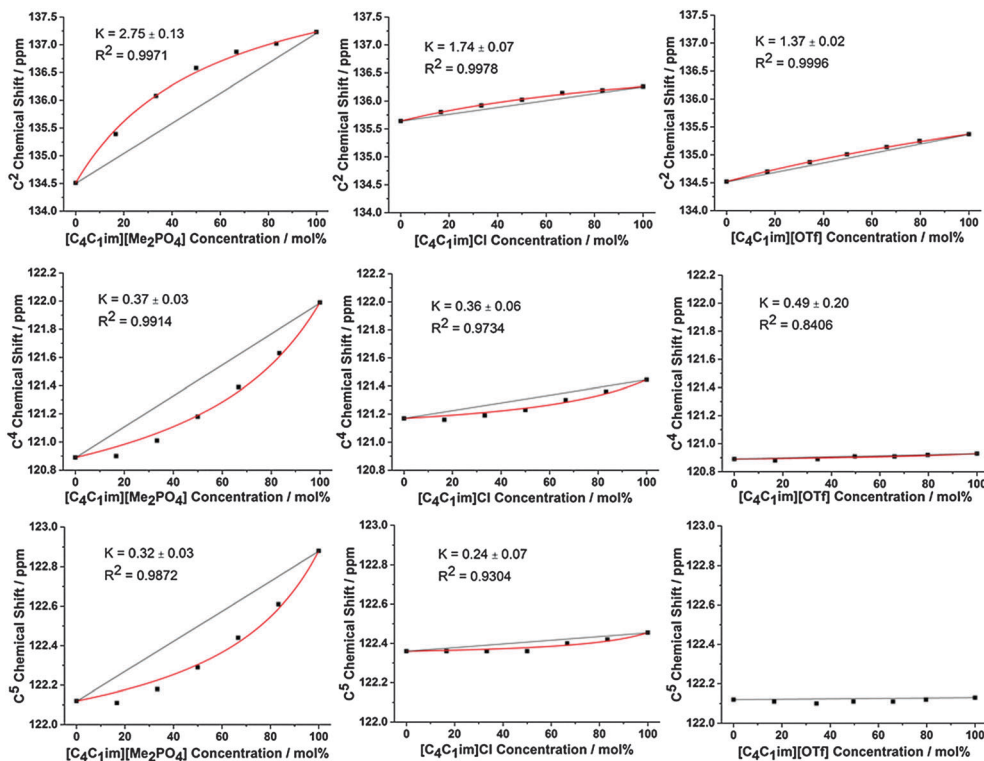 C² Chemical Shift / ppm
137.5
137.0
136.5
136.0
135.5
135.0
134.5
134.0
K = 2.75 ± 0.13
R² = 0.9971
0 20 40 60 80 100
[C₄C₁im][Me₂PO₄] Concentration / mol%
C² Chemical Shift / ppm
137.5
137.0
136.5
136.0
135.5
135.0
134.5
134.0
K = 1.74 ± 0.07
R² = 0.9978
0 20 40 60 80 100
[C₄C₁im]Cl Concentration / mol%
C² Chemical Shift / ppm
137.5
137.0
136.5
136.0
135.5
135.0
134.5
134.0
K = 1.37 ± 0.02
R² = 0.9996
0 20 40 60 80 100
[C₄C₁im][OTf] Concentration / mol%
C⁴ Chemical Shift / ppm
122.2
122.0
121.8
121.6
121.4
121.2
121.0
120.8
K = 0.37 ± 0.03
R² = 0.9914
0 20 40 60 80 100
[C₄C₁im][Me₂PO₄] Concentration / mol%
C⁴ Chemical Shift / ppm
122.2
122.0
121.8
121.6
121.4
121.2
121.0
120.8
K = 0.36 ± 0.06
R² = 0.9734
0 20 40 60 80 100
[C₄C₁im]Cl Concentration / mol%
C⁴ Chemical Shift / ppm
122.2
122.0
121.8
121.6
121.4
121.2
121.0
120.8
K = 0.49 ± 0.20
R² = 0.8406
0 20 40 60 80 100
[C₄C₁im][OTf] Concentration / mol%
C⁵ Chemical Shift / ppm
123.0
122.8
122.6
122.4
122.2
122.0
K = 0.32 ± 0.03
R² = 0.9872
0 20 40 60 80 100
[C₄C₁im][Me₂PO₄] Concentration / mol%
C⁵ Chemical Shift / ppm
123.0
122.8
122.6
122.4
122.2
122.0
K = 0.24 ± 0.07
R² = 0.9304
0 20 40 60 80 100
[C₄C₁im]Cl Concentration / mol%
C⁵ Chemical Shift / ppm
123.0
122.8
122.6
122.4
122.2
122.0
0 20 40 60 80 100
[C₄C₁im][OTf] Concentration / mol%